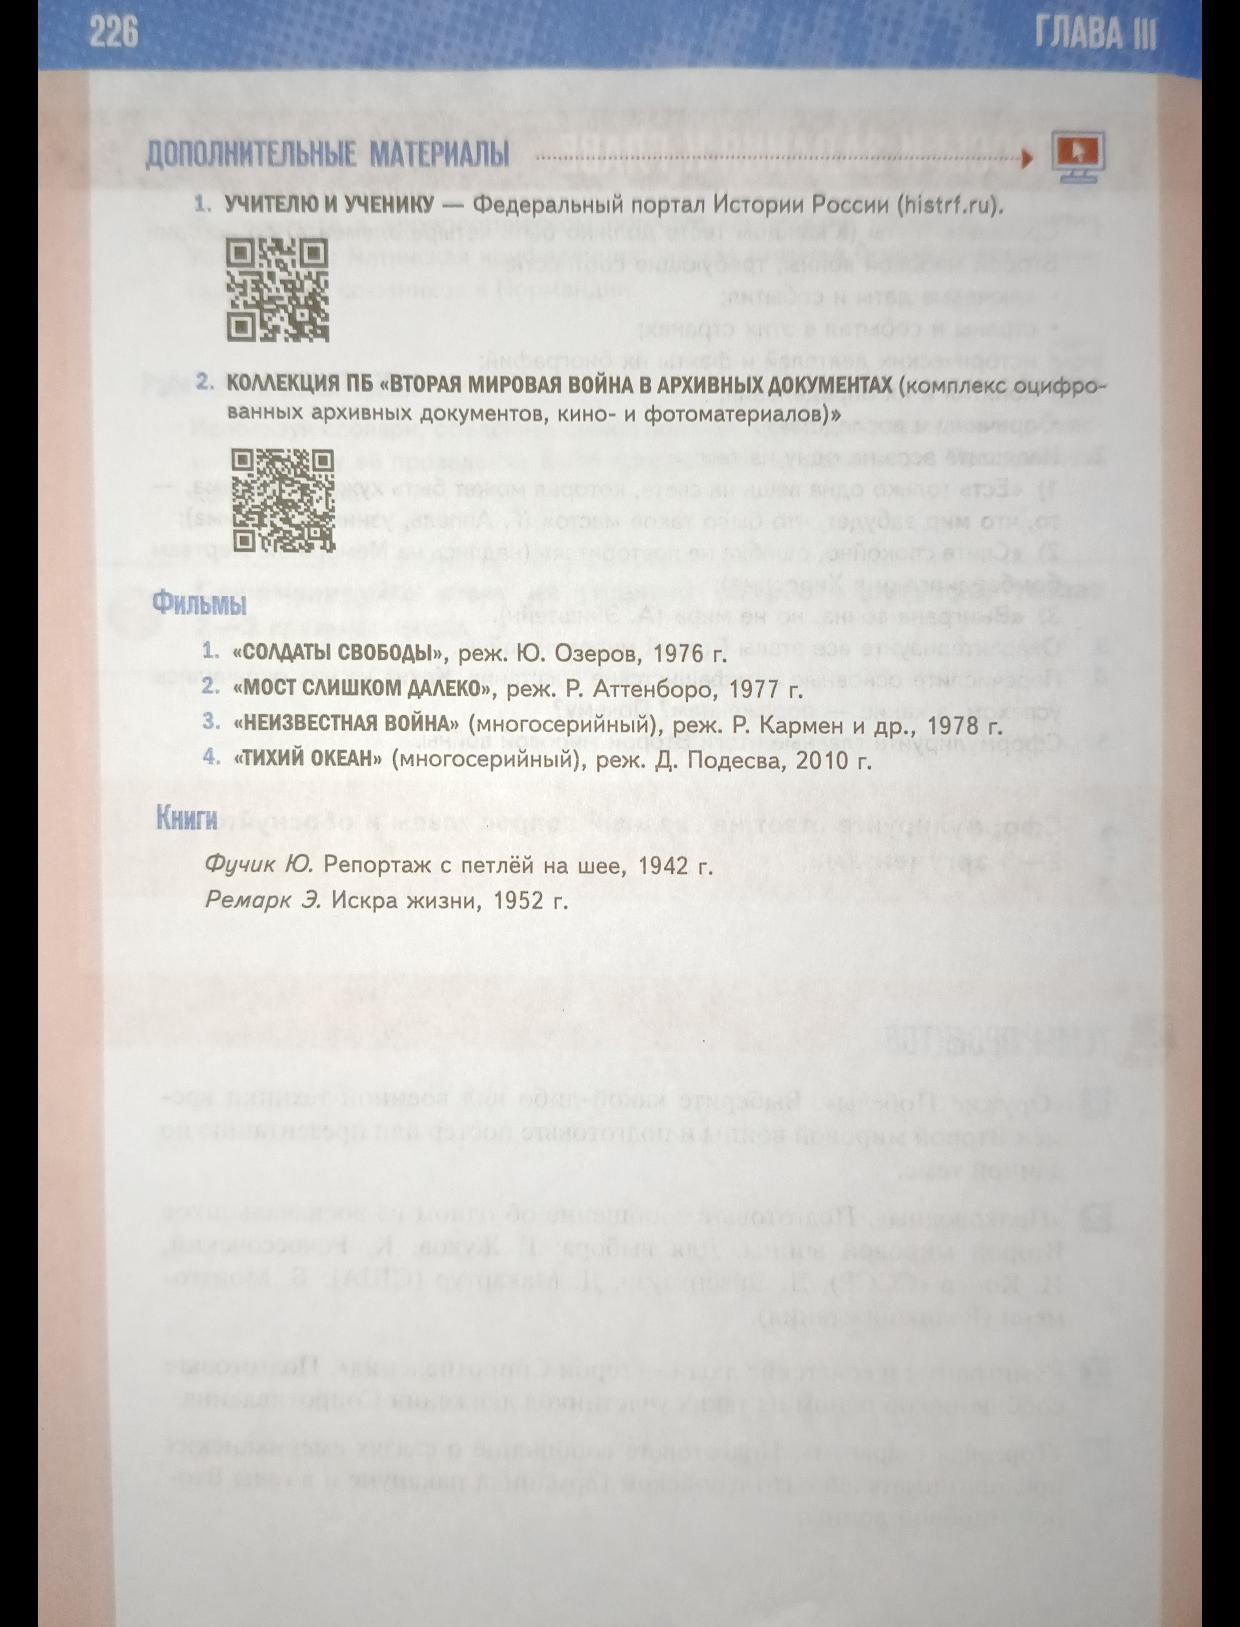 226
ГЛАВА III
ДОПОЛНИТЕЛЬНЫЕ МАТЕРИАЛЫ
1. УЧИТЕЛЮ И УЧЕНИКУ — Федеральный портал Истории России (histrf.ru).
2. КОЛЛЕКЦИЯ ПБ «ВТОРАЯ МИРОВАЯ ВОЙНА В АРХИВНЫХ ДОКУМЕНТАХ (комплекс оцифро-
ванных архивных документов, кино- и фотоматериалов)»
Фильмы
1. «СОЛДАТЫ СВОБОДЫ», реж. Ю. Озеров, 1976 г.
2. «МОСТ СЛИШКОМ ДАЛЕКО», реж. Р. Аттенборо, 1977 г.
3. «НЕИЗВЕСТНАЯ ВОЙНА» (многосерийный), реж. Р. Кармен и др., 1978 г.
4. «ТИХИЙ ОКЕАН» (многосерийный), реж. Д. Подесва, 2010 г.
Книги
Фучик Ю. Репортаж с петлёй на шее, 1942 г.
Ремарк Э. Искра жизни, 1952 г.